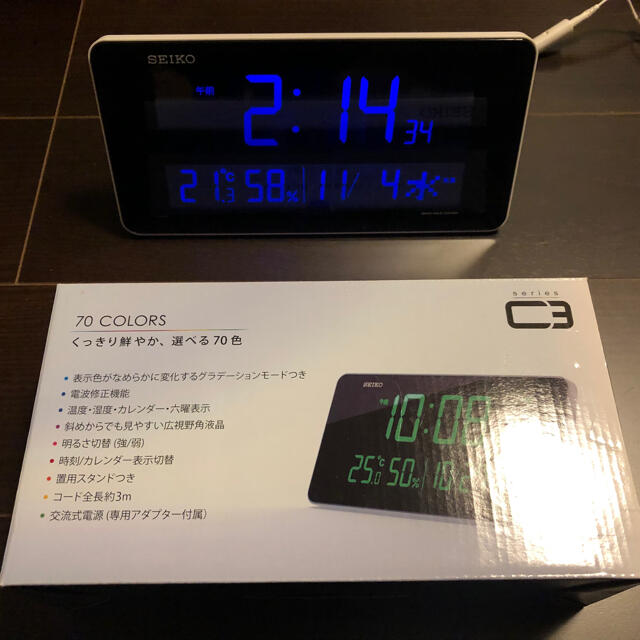 SEIKO
午前 2:14 34
21.3℃ 58% 11/ 4 水
series
C3
70 COLORS
くっきり鮮やか、選べる70色
• 表示色がなめらかに変化するグラデーションモードつき
• 電波修正機能
• 温度・湿度・カレンダー・六曜表示
• 斜めからでも見やすい広視野角液晶
• 明るさ切替 (強/弱)
• 時刻/カレンダー表示切替
• 置用スタンドつき
• コード全長約3m
• 交流式電源 (専用アダプター付属)
SEIKO
午前 10:08
25.0℃ 50% 10